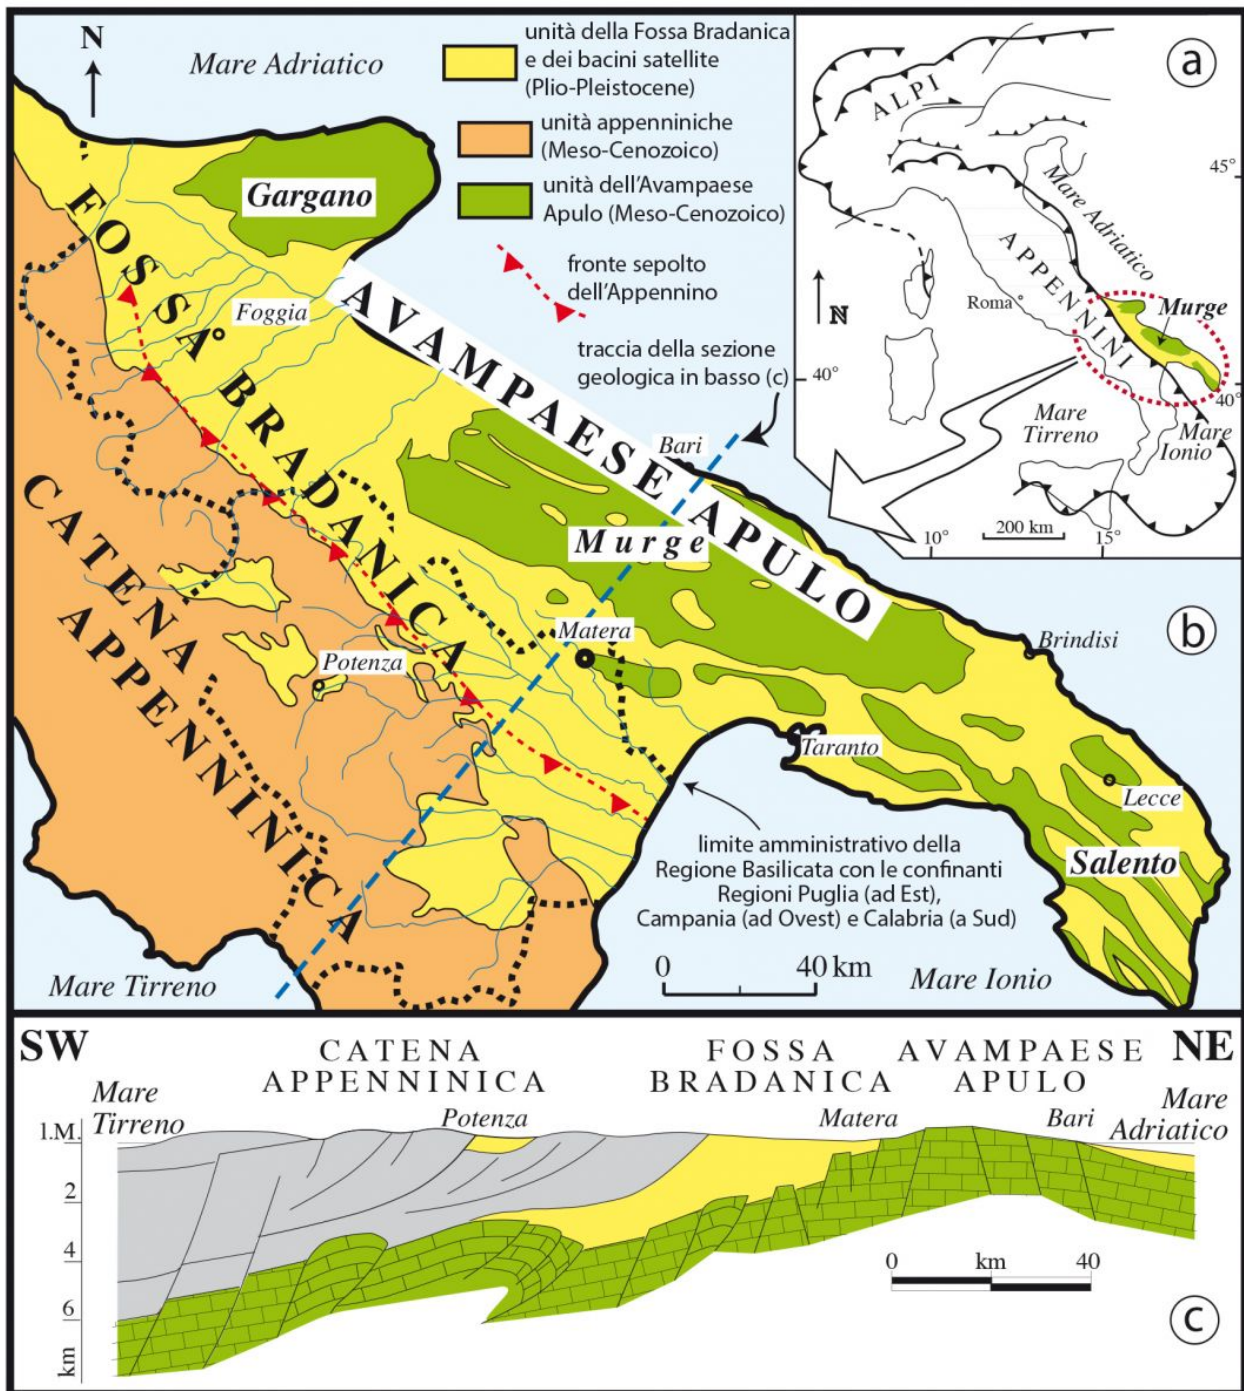 N
Mare Adriatico
unità della Fossa Bradanica
e dei bacini satellite
(Plio-Pleistocene)
unità appenniniche
(Meso-Cenozoico)
unità dell'Avampaese
Apulo (Meso-Cenozoico)
fronte sepolto
dell'Appennino
traccia della sezione
geologica in basso (c)
a
ALPI
45°
Mare Adriatico
APPENNINI
N
Roma
Murge
40°
40°
Mare
Tirreno
Mare
Ionio
200 km
10°
15°
Gargano
FOSSA BRADANICA
Foggia
AVAMPAESE APULO
Bari
Murge
CATENA
APPENNINICA
Matera
Potenza
b
Brindisi
Taranto
Lecce
Salento
limite amministrativo della
Regione Basilicata con le confinanti
Regioni Puglia (ad Est),
Campania (ad Ovest) e Calabria (a Sud)
0 40 km
Mare Tirreno
Mare Ionio
SW
CATENA
APPENNINICA
FOSSA
BRADANICA
AVAMPAESE
APULO
NE
Mare
Tirreno
Potenza
Matera
Bari
Mare
Adriatico
l.M.
2
4
6
km
0 km 40
c